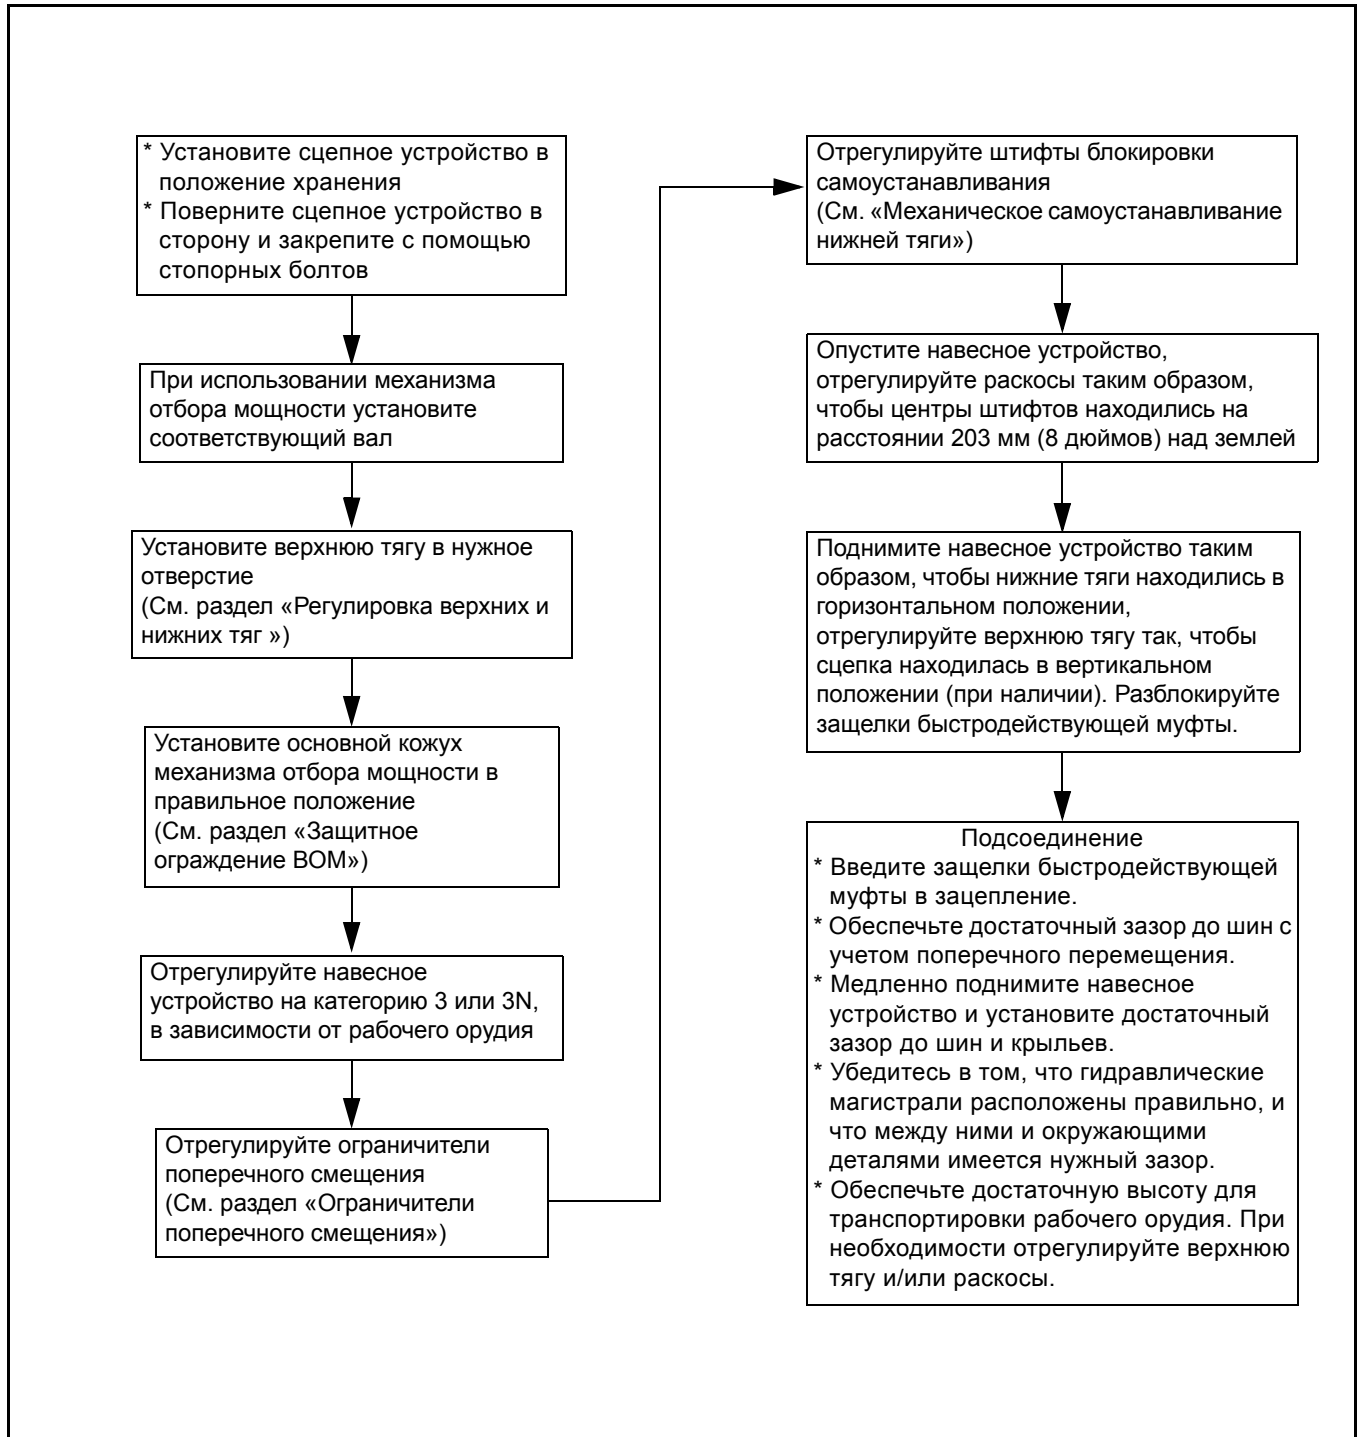 * Установите сцепное устройство в
положение хранения
* Поверните сцепное устройство в
сторону и закрепите с помощью
стопорных болтов
При использовании механизма
отбора мощности установите
соответствующий вал
Установите верхнюю тягу в нужное
отверстие
(См. раздел «Регулировка верхних и
нижних тяг »)
Установите основной кожух
механизма отбора мощности в
правильное положение
(См. раздел «Защитное
ограждение ВОМ»)
Отрегулируйте навесное
устройство на категорию 3 или 3N,
в зависимости от рабочего орудия
Отрегулируйте ограничители
поперечного смещения
(См. раздел «Ограничители
поперечного смещения»)
Отрегулируйте штифты блокировки
самоустанавливания
(См. «Механическое самоустанавливание
нижней тяги»)
Опустите навесное устройство,
отрегулируйте раскосы таким образом,
чтобы центры штифтов находились на
расстоянии 203 мм (8 дюймов) над землей
Поднимите навесное устройство таким
образом, чтобы нижние тяги находились в
горизонтальном положении,
отрегулируйте верхнюю тягу так, чтобы
сцепка находилась в вертикальном
положении (при наличии). Разблокируйте
защелки быстродействующей муфты.
Подсоединение
* Введите защелки быстродействующей
муфты в зацепление.
* Обеспечьте достаточный зазор до шин с
учетом поперечного перемещения.
* Медленно поднимите навесное
устройство и установите достаточный
зазор до шин и крыльев.
* Убедитесь в том, что гидравлические
магистрали расположены правильно, и
что между ними и окружающими
деталями имеется нужный зазор.
* Обеспечьте достаточную высоту для
транспортировки рабочего орудия. При
необходимости отрегулируйте верхнюю
тягу и/или раскосы.